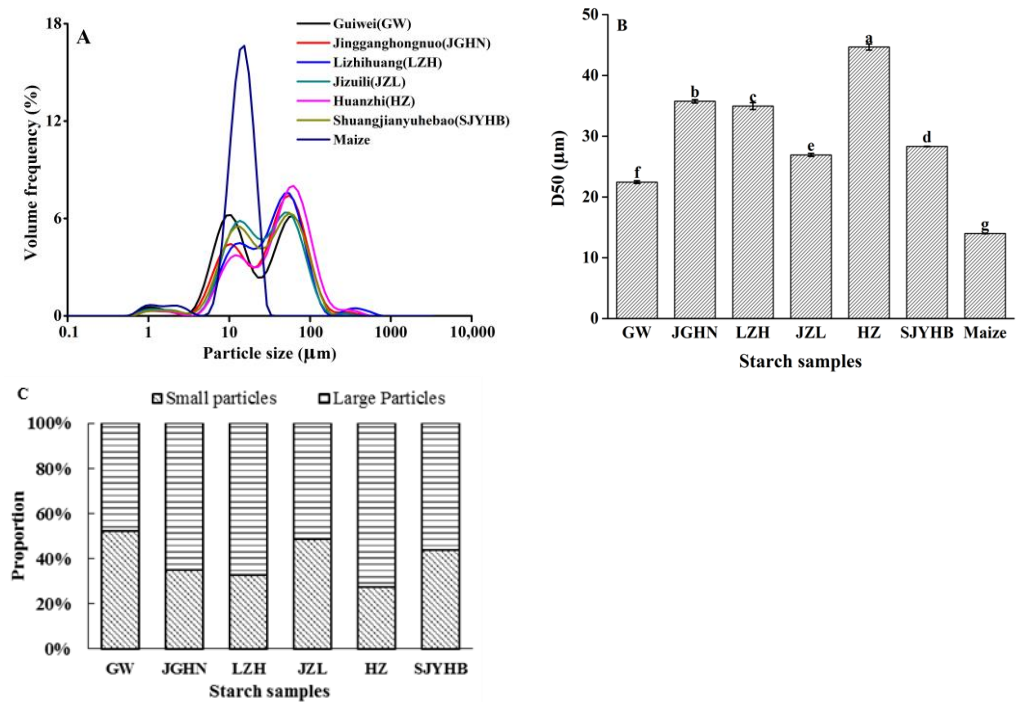 A
Volume frequency (%)
18
12
6
0
0.1
1
10
100
1000
10,000
Particle size (μm)
Guiwei(GW)
Jingganghongnuo(JGHN)
Lizhihuang(LZH)
Jizuili(JZL)
Huanzhi(HZ)
Shuangjianyuhebao(SJYHB)
Maize
B
D50 (μm)
50
40
30
20
10
0
f
b
c
e
a
d
g
GW
JGHN
LZH
JZL
HZ
SJYHB
Maize
Starch samples
C
Small particles
Large Particles
Proportion
100%
80%
60%
40%
20%
0%
GW
JGHN
LZH
JZL
HZ
SJYHB
Starch samples